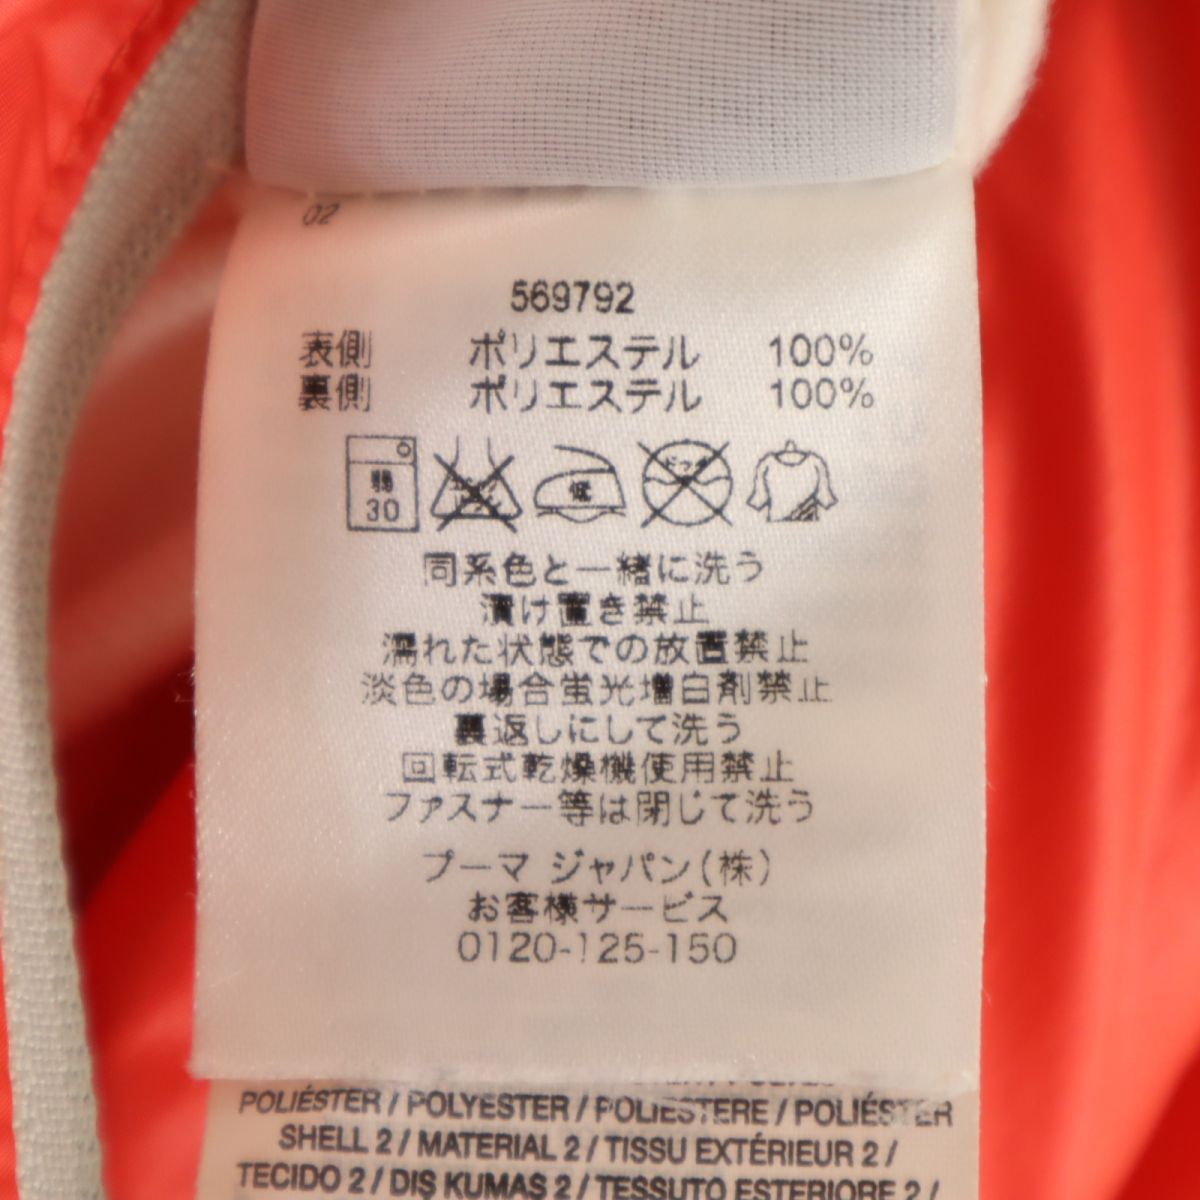 02
569792
表側 ポリエステル 100%
裏側 ポリエステル 100%
弱 30 低 ドライ
同系色と一緒に洗う
漬け置き禁止
濡れた状態での放置禁止
淡色の場合蛍光増白剤禁止
裏返しにして洗う
回転式乾燥機使用禁止
ファスナー等は閉じて洗う
プーマ ジャパン(株)
お客様サービス
0120-125-150
POLIÉSTER / POLYESTER / POLIESTERE / POLIÉSTER
SHELL 2 / MATERIAL 2 / TISSU EXTÉRIEUR 2 /
TECIDO 2 / DIŞ KUMAS 2 / TESSUTO ESTERIORE 2 /